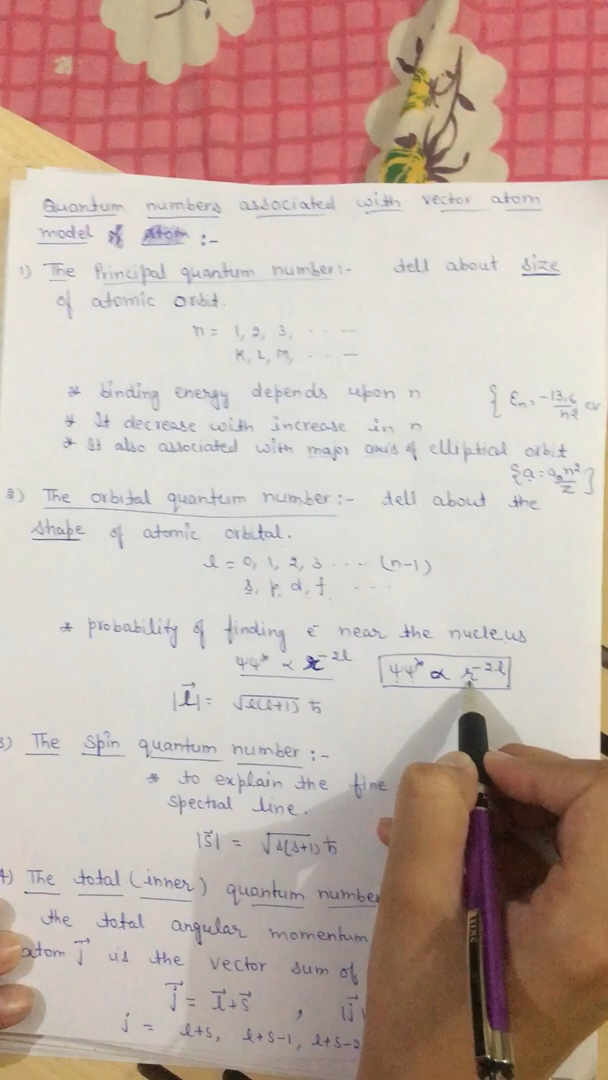 Quantum numbers associated with vector atom
model of atom :-
1) The Principal quantum number:- tell about size
of atomic orbit.
n = 1, 2, 3, ... —
K, L, M, ... —
* binding energy depends upon n { En = -13.6/n² ev
* It decrease with increase in n
* It also associated with major axis of elliptical orbit
{a = a₀n²/Z}
2) The orbital quantum number:- tell about the
shape of atomic orbital.
l = 0, 1, 2, 3 ... (n-1)
s, p, d, f ...
* probability of finding e⁻ near the nucleus
ψψ* ∝ r⁻²ˡ ψψ* ∝ r⁻²ˡ
|l⃗| = √l(l+1) ħ
3) The spin quantum number :-
* to explain the fine
spectral line.
|s⃗| = √s(s+1) ħ
4) The total (inner) quantum number
the total angular momentum
atom j⃗ is the vector sum of
j⃗ = l⃗+s⃗ , |j
j = l+s, l+s-1, l+s-2